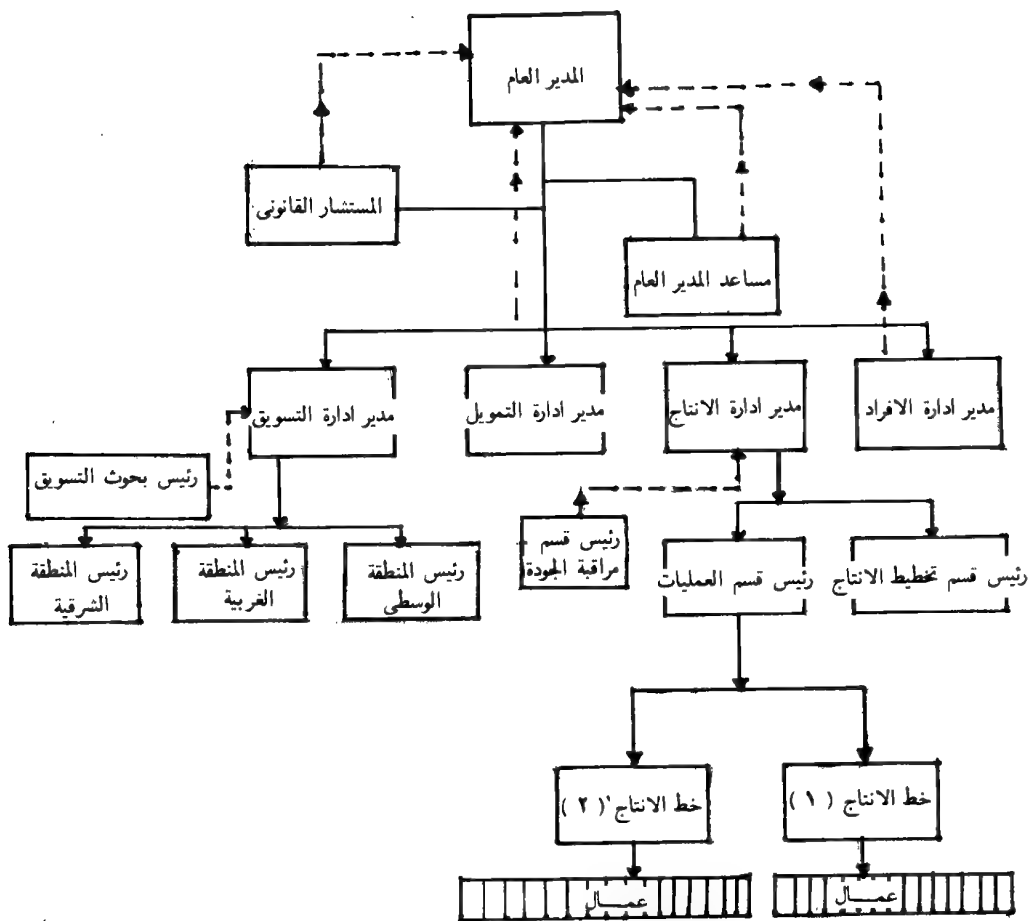 المدير العام
المستشار القانونى
مساعد المدير العام
مدير ادارة الافراد
مدير ادارة الانتاج
مدير ادارة التمويل
مدير ادارة التسويق
رئيس بحوث التسويق
رئيس قسم تخطيط الانتاج
رئيس قسم العمليات
رئيس قسم
مراقبة الجودة
رئيس المنطقة
الوسطى
رئيس المنطقة
الغربية
رئيس المنطقة
الشرقية
خط الانتاج ( ١ )
خط الانتاج ( ٢ )
عمـــال
عمـــال